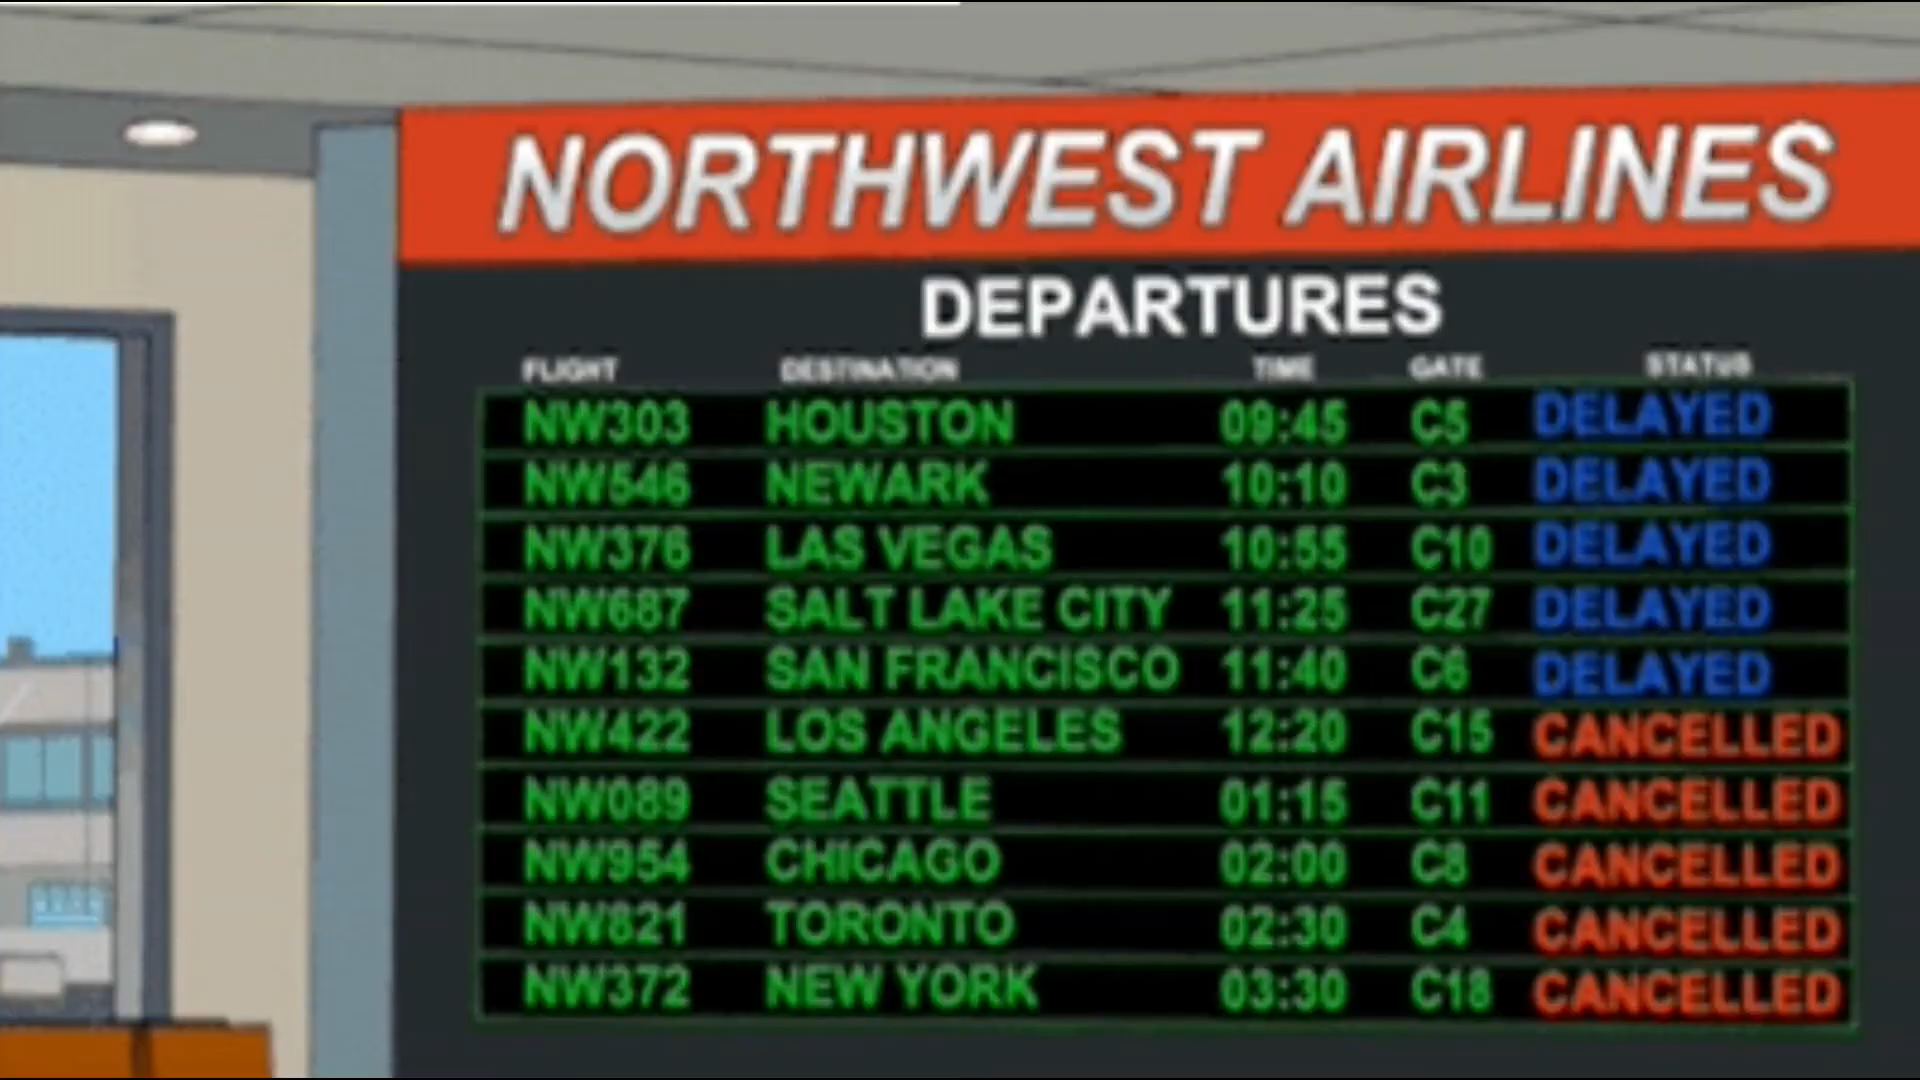 NORTHWEST AIRLINES
DEPARTURES
FLIGHT DESTINATION TIME GATE STATUS
NW303 HOUSTON 09:45 C5 DELAYED
NW546 NEWARK 10:10 C3 DELAYED
NW376 LAS VEGAS 10:55 C10 DELAYED
NW687 SALT LAKE CITY 11:25 C27 DELAYED
NW132 SAN FRANCISCO 11:40 C6 DELAYED
NW422 LOS ANGELES 12:20 C15 CANCELLED
NW089 SEATTLE 01:15 C11 CANCELLED
NW954 CHICAGO 02:00 C8 CANCELLED
NW821 TORONTO 02:30 C4 CANCELLED
NW372 NEW YORK 03:30 C18 CANCELLED